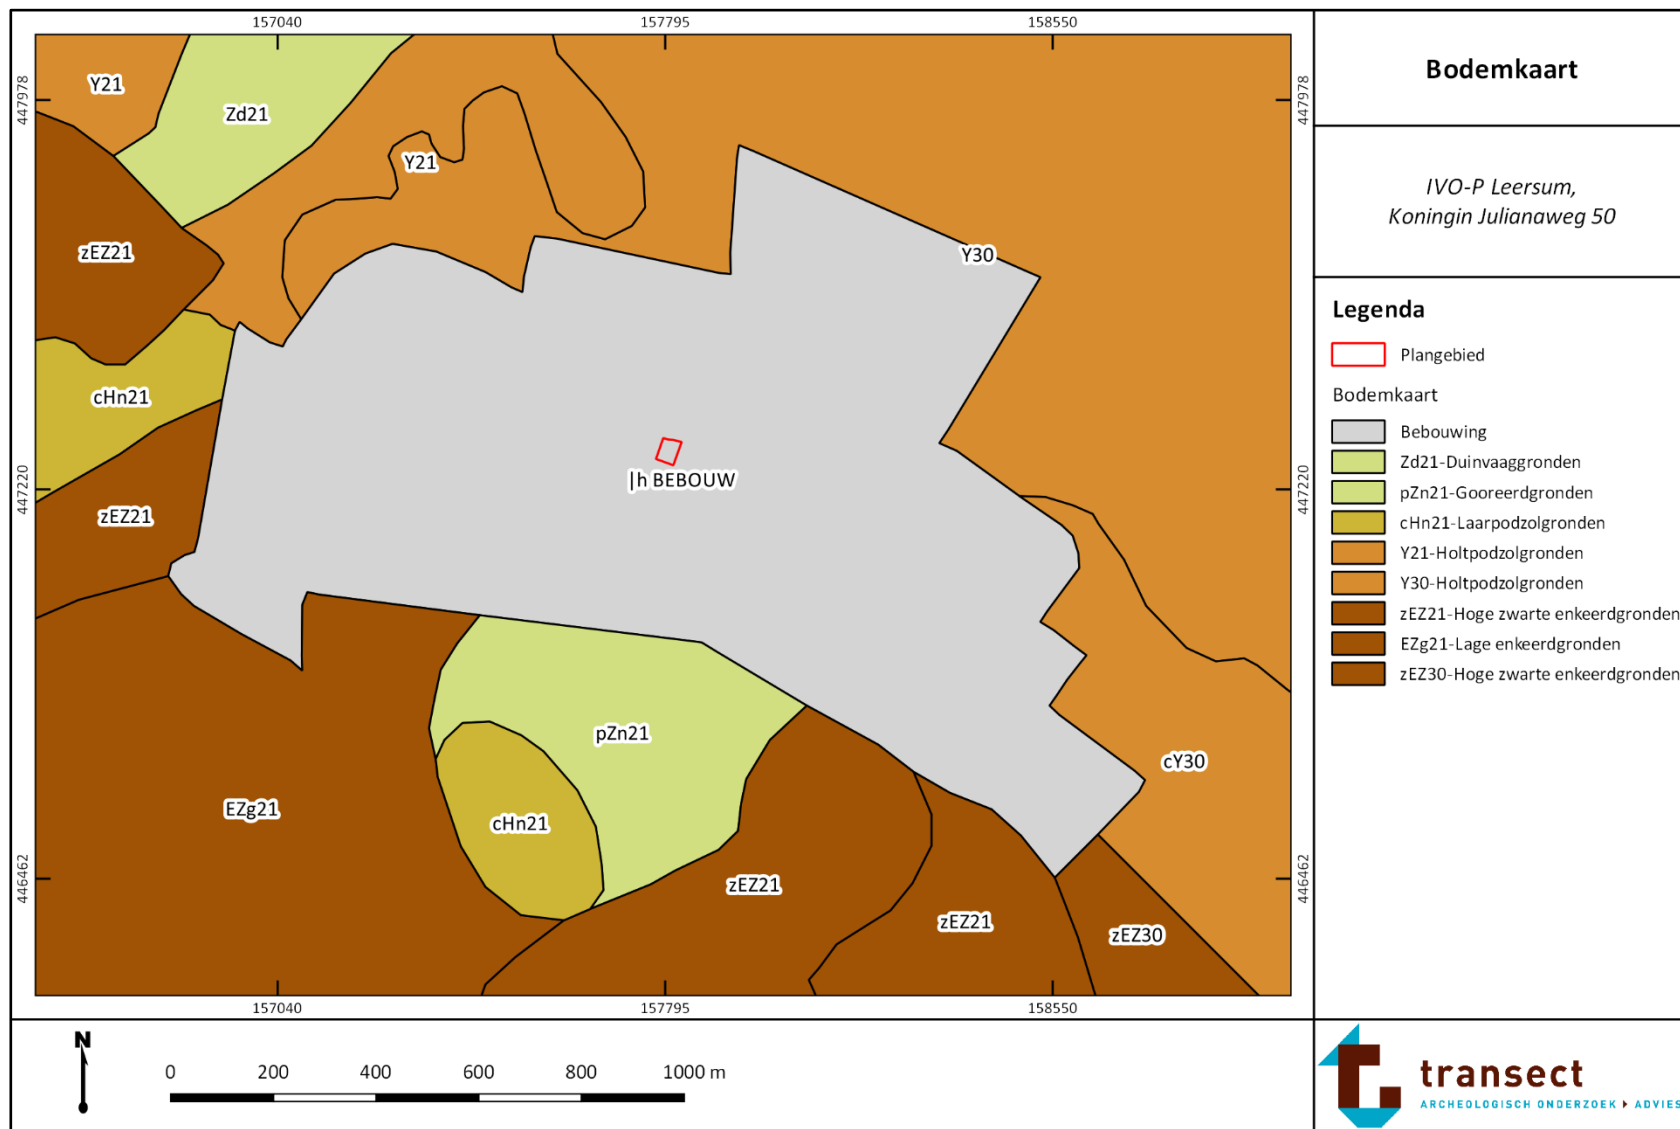 157040
157795
158550
447978
447978
Y21
Zd21
Y21
zEZ21
Y30
cHn21
|h BEBOUW
447220
447220
zEZ21
pZn21
cY30
EZg21
cHn21
zEZ21
446462
446462
zEZ21
zEZ30
157040
157795
158550
N
0 200 400 600 800 1000 m
Bodemkaart
IVO-P Leersum,
Koningin Julianaweg 50
Legenda
Plangebied
Bodemkaart
Bebouwing
Zd21-Duinvaaggronden
pZn21-Gooreerdgronden
cHn21-Laarpodzolgronden
Y21-Holtpodzolgronden
Y30-Holtpodzolgronden
zEZ21-Hoge zwarte enkeerdgronden
EZg21-Lage enkeerdgronden
zEZ30-Hoge zwarte enkeerdgronden
transect
ARCHEOLOGISCH ONDERZOEK ▸ ADVIES